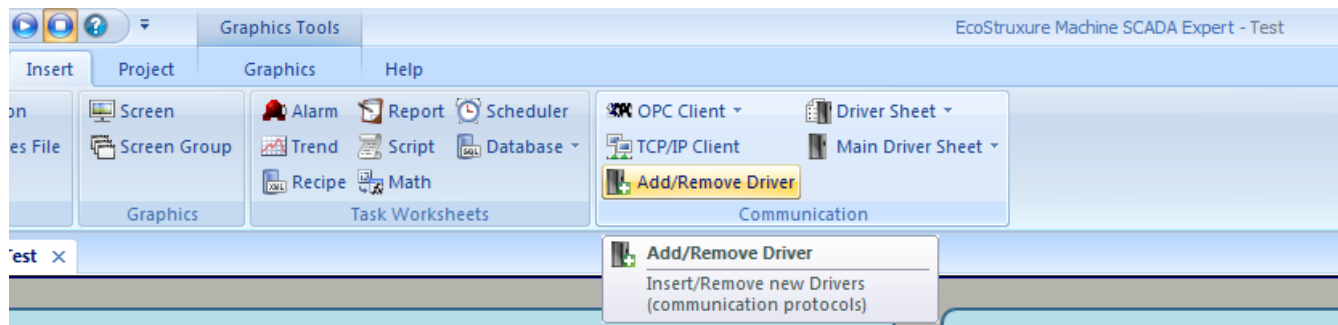 Graphics Tools
EcoStruxure Machine SCADA Expert - Test
Insert Project Graphics Help
on Screen Alarm Report Scheduler OPC Client Driver Sheet
es File Screen Group Trend Script Database TCP/IP Client Main Driver Sheet
Recipe Math Add/Remove Driver
Graphics Task Worksheets Communication
Test
Add/Remove Driver
Insert/Remove new Drivers
(communication protocols)